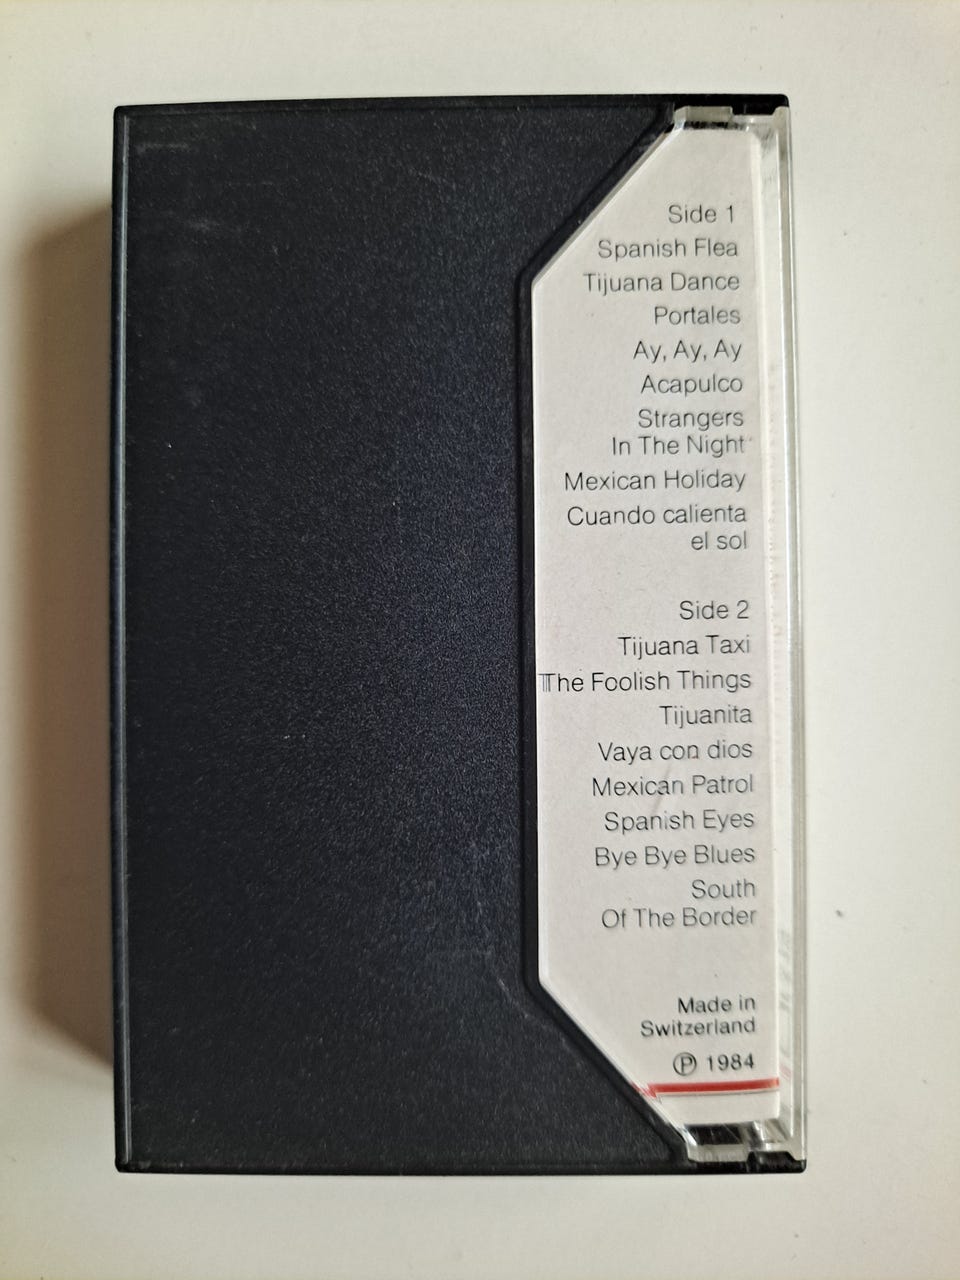 Side 1
Spanish Flea
Tijuana Dance
Portales
Ay, Ay, Ay
Acapulco
Strangers
In The Night
Mexican Holiday
Cuando calienta
el sol
Side 2
Tijuana Taxi
The Foolish Things
Tijuanita
Vaya con dios
Mexican Patrol
Spanish Eyes
Bye Bye Blues
South
Of The Border
Made in
Switzerland
℗ 1984